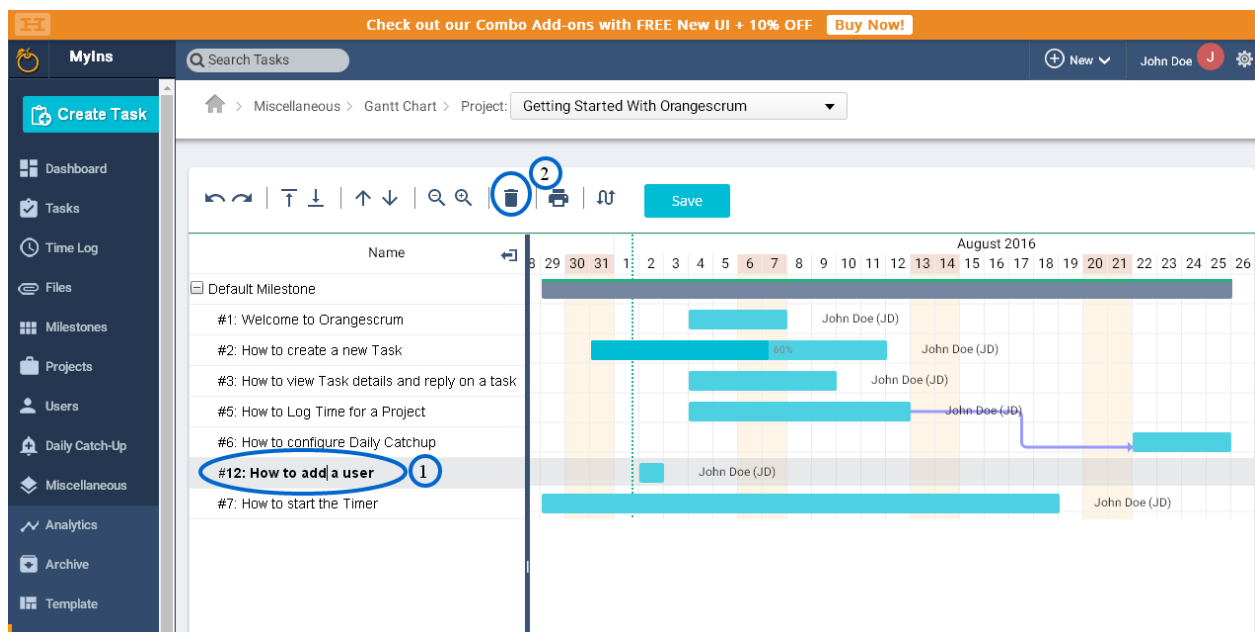 Check out our Combo Add-ons with FREE New UI + 10% OFF Buy Now!
MyIns Search Tasks New John Doe J
Create Task
Miscellaneous > Gantt Chart > Project: Getting Started With Orangescrum
Dashboard
Tasks
Time Log
Files
Milestones
Projects
Users
Daily Catch-Up
Miscellaneous
Analytics
Archive
Template
2
Save
Name
August 2016
8 29 30 31 1 2 3 4 5 6 7 8 9 10 11 12 13 14 15 16 17 18 19 20 21 22 23 24 25 26
Default Milestone
#1: Welcome to Orangescrum John Doe (JD)
#2: How to create a new Task 60% John Doe (JD)
#3: How to view Task details and reply on a task John Doe (JD)
#5: How to Log Time for a Project John Doe (JD)
#6: How to configure Daily Catchup
#12: How to add a user 1 John Doe (JD)
#7: How to start the Timer John Doe (JD)